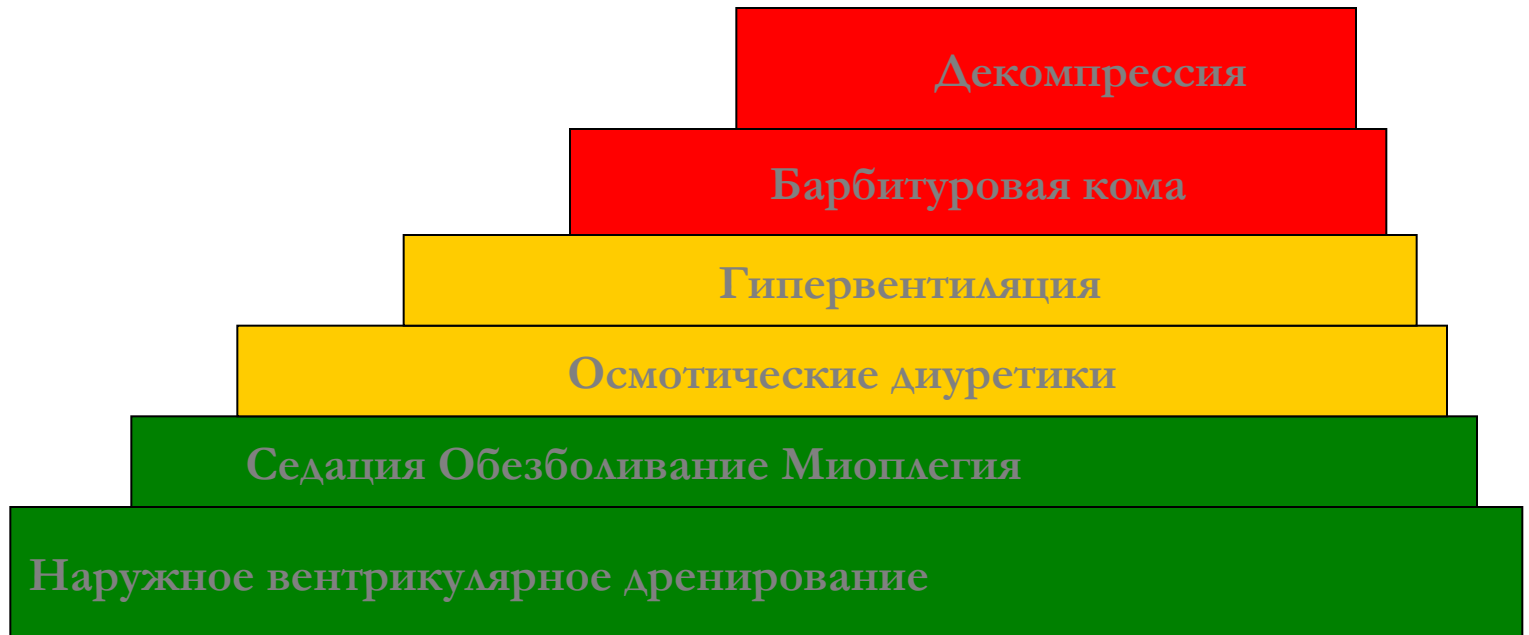 Декомпрессия
Барбитуровая кома
Гипервентиляция
Осмотические диуретики
Седация Обезболивание Миоплегия
Наружное вентрикулярное дренирование